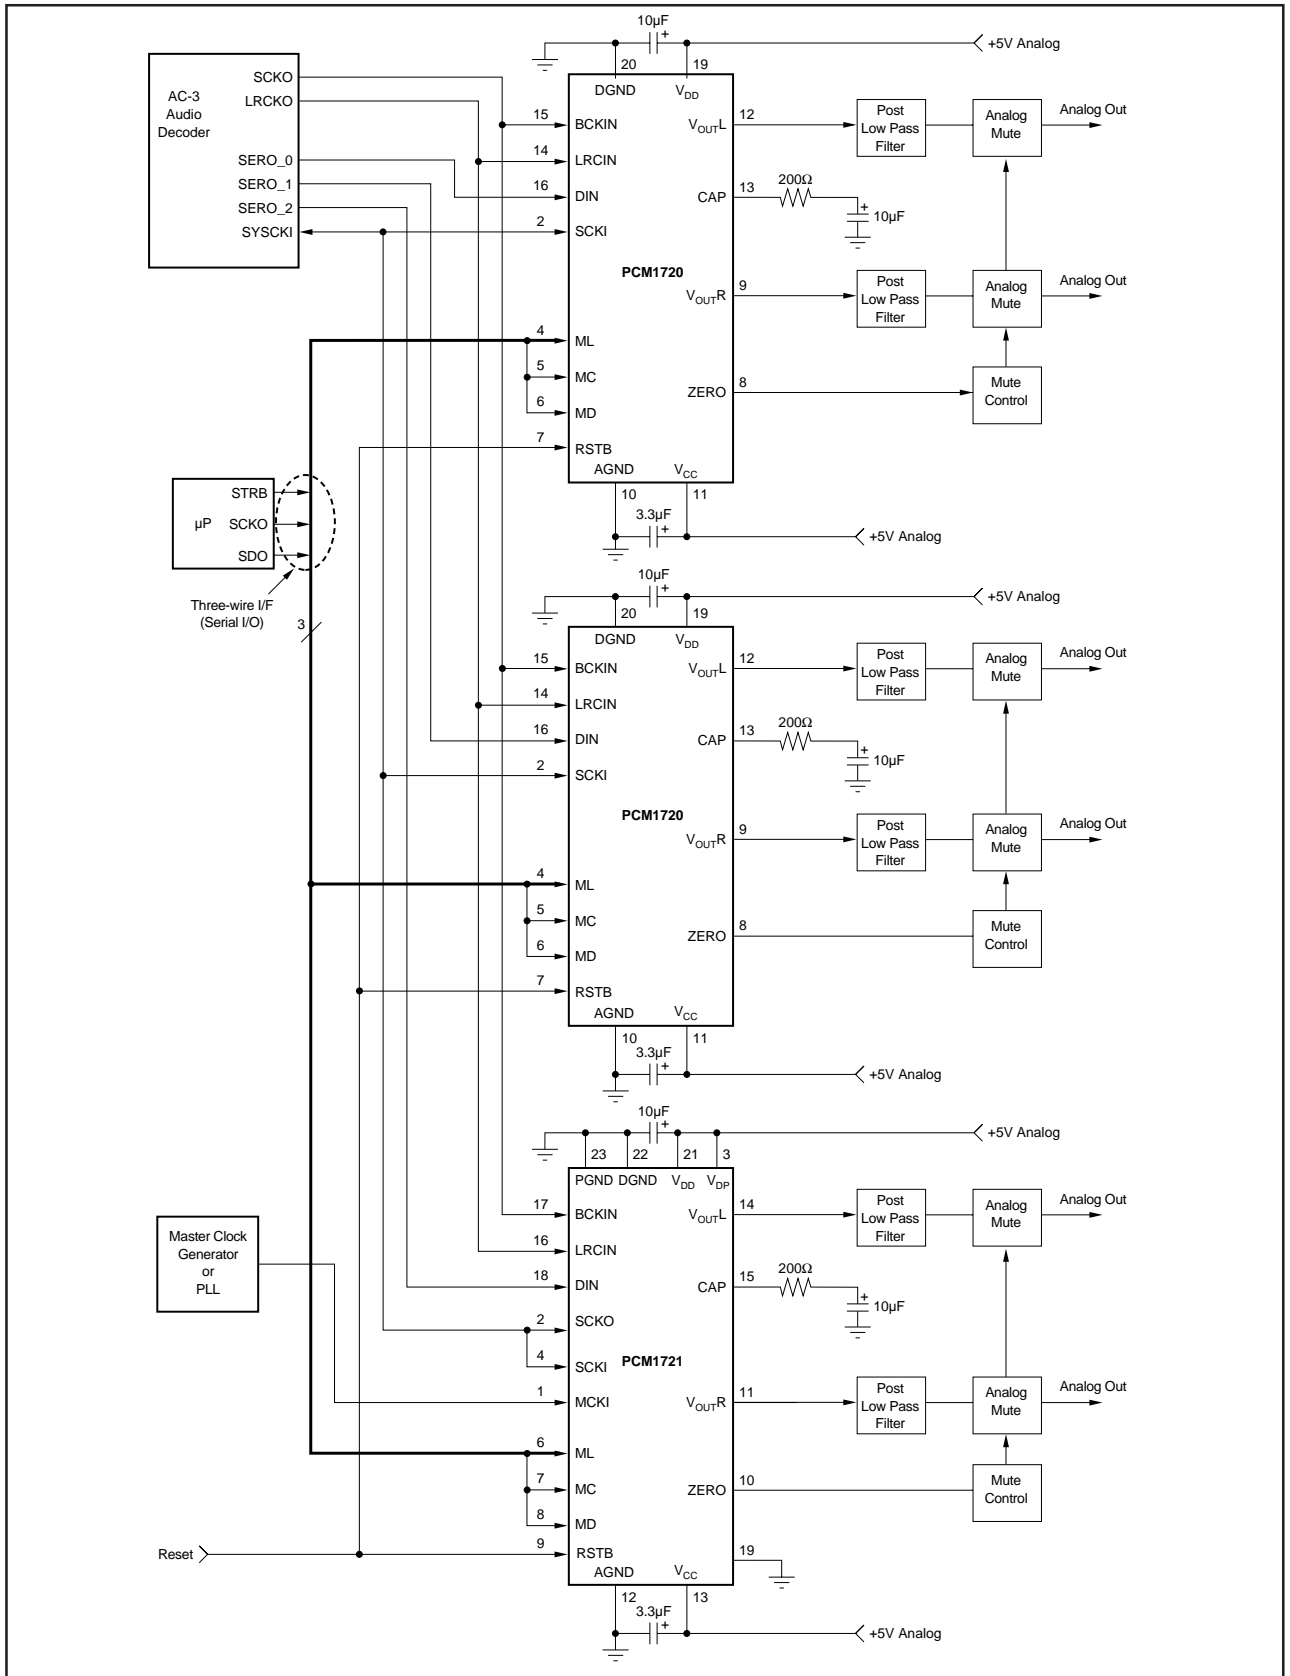 10µF
+
+5V Analog
20
19
DGND
VDD
AC-3
Audio
Decoder
SCKO
LRCKO
SERO_0
SERO_1
SERO_2
SYSCKI
15
BCKIN
14
LRCIN
16
DIN
2
SCKI
PCM1720
4
ML
5
MC
6
MD
7
RSTB
VOUTL
12
CAP
13
200Ω
+
10µF
VOUTR
9
ZERO
8
Post
Low Pass
Filter
Analog
Mute
Analog Out
Post
Low Pass
Filter
Analog
Mute
Analog Out
Mute
Control
AGND
VCC
10
11
3.3µF
+
+5V Analog
µP
STRB
SCKO
SDO
Three-wire I/F
(Serial I/O)
3
10µF
+
+5V Analog
20
19
DGND
VDD
15
BCKIN
14
LRCIN
16
DIN
2
SCKI
PCM1720
4
ML
5
MC
6
MD
7
RSTB
VOUTL
12
CAP
13
200Ω
+
10µF
VOUTR
9
ZERO
8
Post
Low Pass
Filter
Analog
Mute
Analog Out
Post
Low Pass
Filter
Analog
Mute
Analog Out
Mute
Control
AGND
VCC
10
11
3.3µF
+
+5V Analog
10µF
+
+5V Analog
23
22
21
3
PGND
DGND
VDD
VDP
Master Clock
Generator
or
PLL
17
BCKIN
16
LRCIN
18
DIN
2
SCKO
4
SCKI
PCM1721
1
MCKI
6
ML
7
MC
8
MD
Reset
9
RSTB
VOUTL
14
CAP
15
200Ω
+
10µF
VOUTR
11
ZERO
10
19
Post
Low Pass
Filter
Analog
Mute
Analog Out
Post
Low Pass
Filter
Analog
Mute
Analog Out
Mute
Control
AGND
VCC
12
13
3.3µF
+
+5V Analog